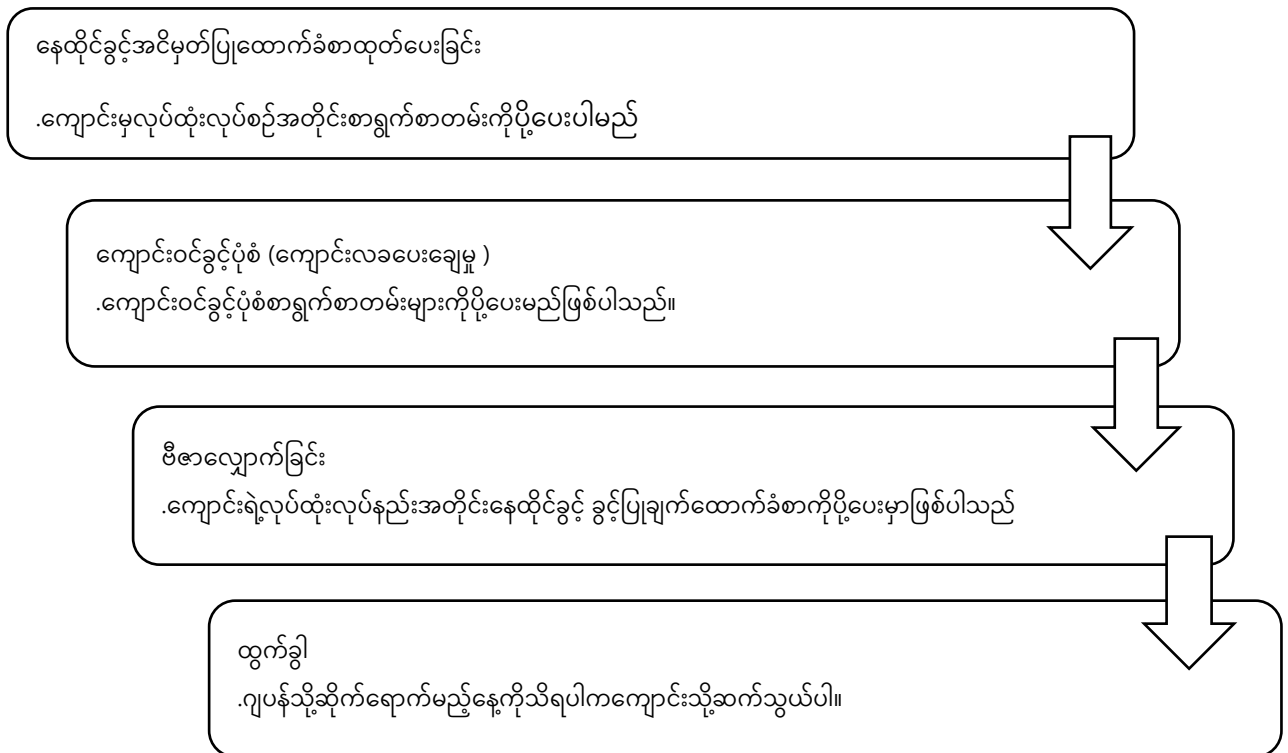 နေထိုင်ခွင့်အငိမှတ်ပြုထောက်ခံစာထုတ်ပေးခြင်း
.ကျောင်းမှလုပ်ထုံးလုပ်စဉ်အတိုင်းစာရွက်စာတမ်းကိုပို့ပေးပါမည်
ကျောင်းဝင်ခွင့်ပုံစံ (ကျောင်းလခပေးချေမှု )
.ကျောင်းဝင်ခွင့်ပုံစံစာရွက်စာတမ်းများကိုပို့ပေးမည်ဖြစ်ပါသည်။
ဗီဇာလျှောက်ခြင်း
.ကျောင်းရဲ့လုပ်ထုံးလုပ်နည်းအတိုင်းနေထိုင်ခွင့် ခွင့်ပြုချက်ထောက်ခံစာကိုပို့ပေးမှာဖြစ်ပါသည်
ထွက်ခွါ
.ဂျပန်သို့ဆိုက်ရောက်မည့်နေ့ကိုသိရပါကကျောင်းသို့ဆက်သွယ်ပါ။